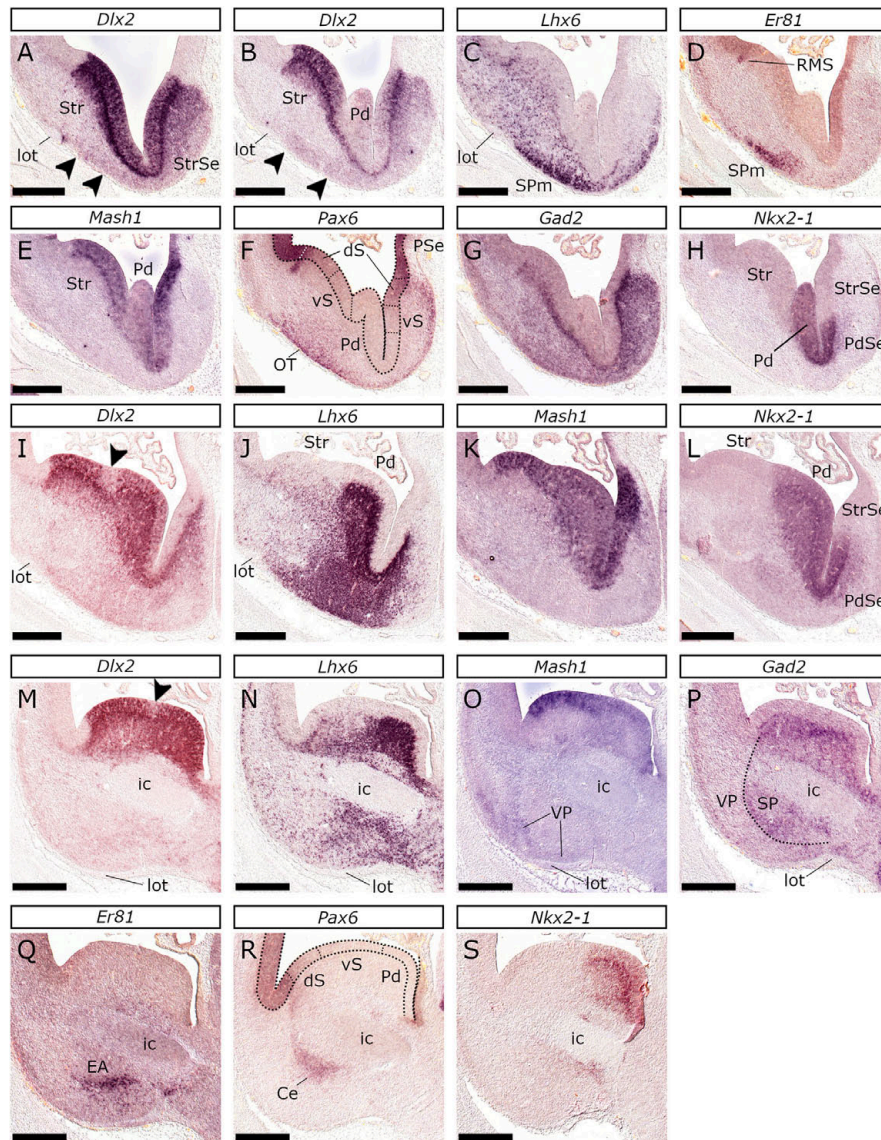 Dlx2 Dlx2 Lhx6 Er81
A B C D
RMS
Str Str Pd
lot lot lot
StrSe SPm SPm
Mash1 Pax6 Gad2 Nkx2-1
E F G H
dS PSe
Pd
Str Str StrSe
vS vS
Pd Pd PdSe
OT
Dlx2 Lhx6 Mash1 Nkx2-1
I J K L
Str Str
Pd Pd
StrSe
lot lot
PdSe
Dlx2 Lhx6 Mash1 Gad2
M N O P
ic ic ic ic
VP VP SP
lot lot lot lot
Er81 Pax6 Nkx2-1
Q R S
vS
dS Pd
ic ic ic
EA
Ce